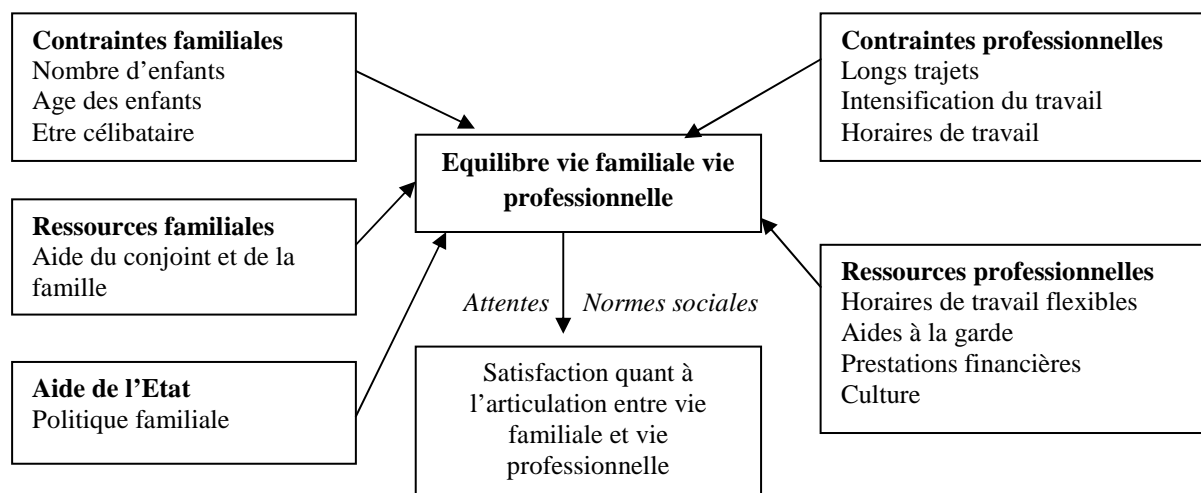 Contraintes familiales
Nombre d’enfants
Age des enfants
Etre célibataire
Contraintes professionnelles
Longs trajets
Intensification du travail
Horaires de travail
Equilibre vie familiale vie
professionnelle
Ressources familiales
Aide du conjoint et de la
famille
Ressources professionnelles
Horaires de travail flexibles
Aides à la garde
Prestations financières
Culture
Attentes
Normes sociales
Aide de l’Etat
Politique familiale
Satisfaction quant à
l’articulation entre vie
familiale et vie
professionnelle